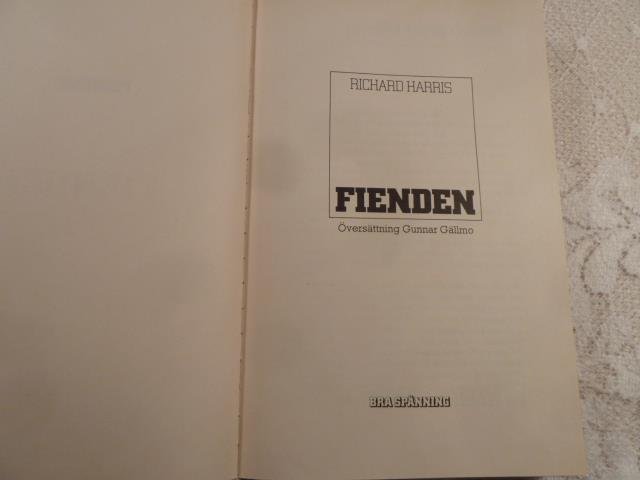 RICHARD HARRIS
FIENDEN
Översättning Gunnar Gällmo
BRA SPÄNNING